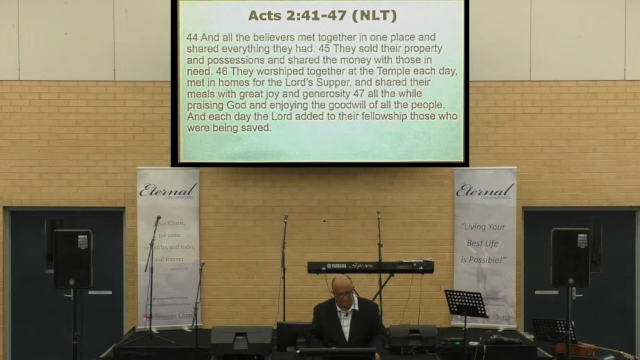 Acts 2:41-47 (NLT)
44 And all the believers met together in one place and
shared everything they had. 45 They sold their property
and possessions and shared the money with those in
need. 46 They worshiped together at the Temple each day,
met in homes for the Lord's Supper, and shared their
meals with great joy and generosity 47 all the while
praising God and enjoying the goodwill of all the people.
And each day the Lord added to their fellowship those who
were being saved.
Eternal
and forever
Eternal
"Living Your
Best Life
is Possible!"
YAMAHA